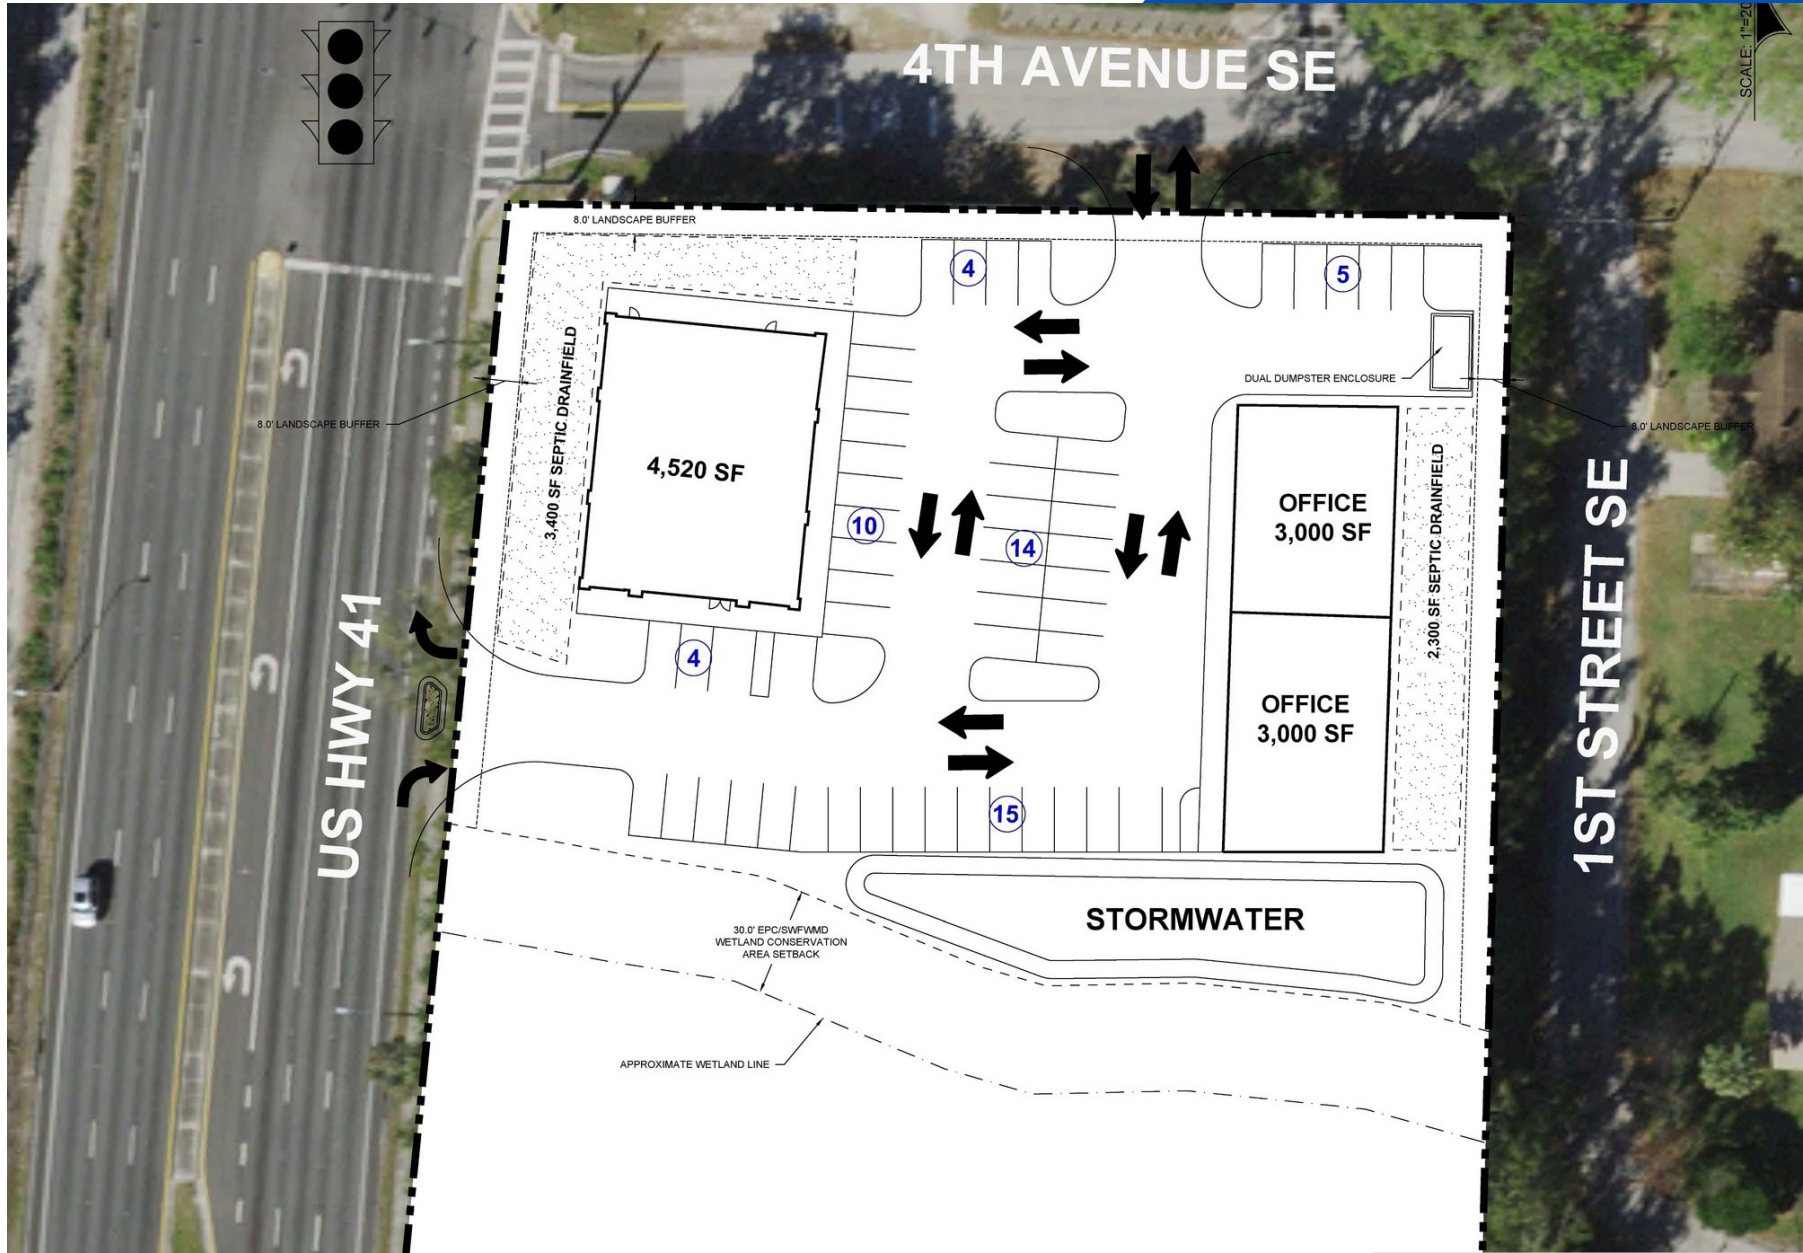 SCALE: 1"=20
4TH AVENUE SE
8.0' LANDSCAPE BUFFER
4
5
3,400 SF SEPTIC DRAINFIELD
DUAL DUMPSTER ENCLOSURE
8.0' LANDSCAPE BUFFER
8.0' LANDSCAPE BUFFER
4,520 SF
10
14
OFFICE
3,000 SF
2,300 SF SEPTIC DRAINFIELD
4
OFFICE
3,000 SF
US HWY 41
1ST STREET SE
15
STORMWATER
30.0' EPC/SWFWMD
WETLAND CONSERVATION
AREA SETBACK
APPROXIMATE WETLAND LINE